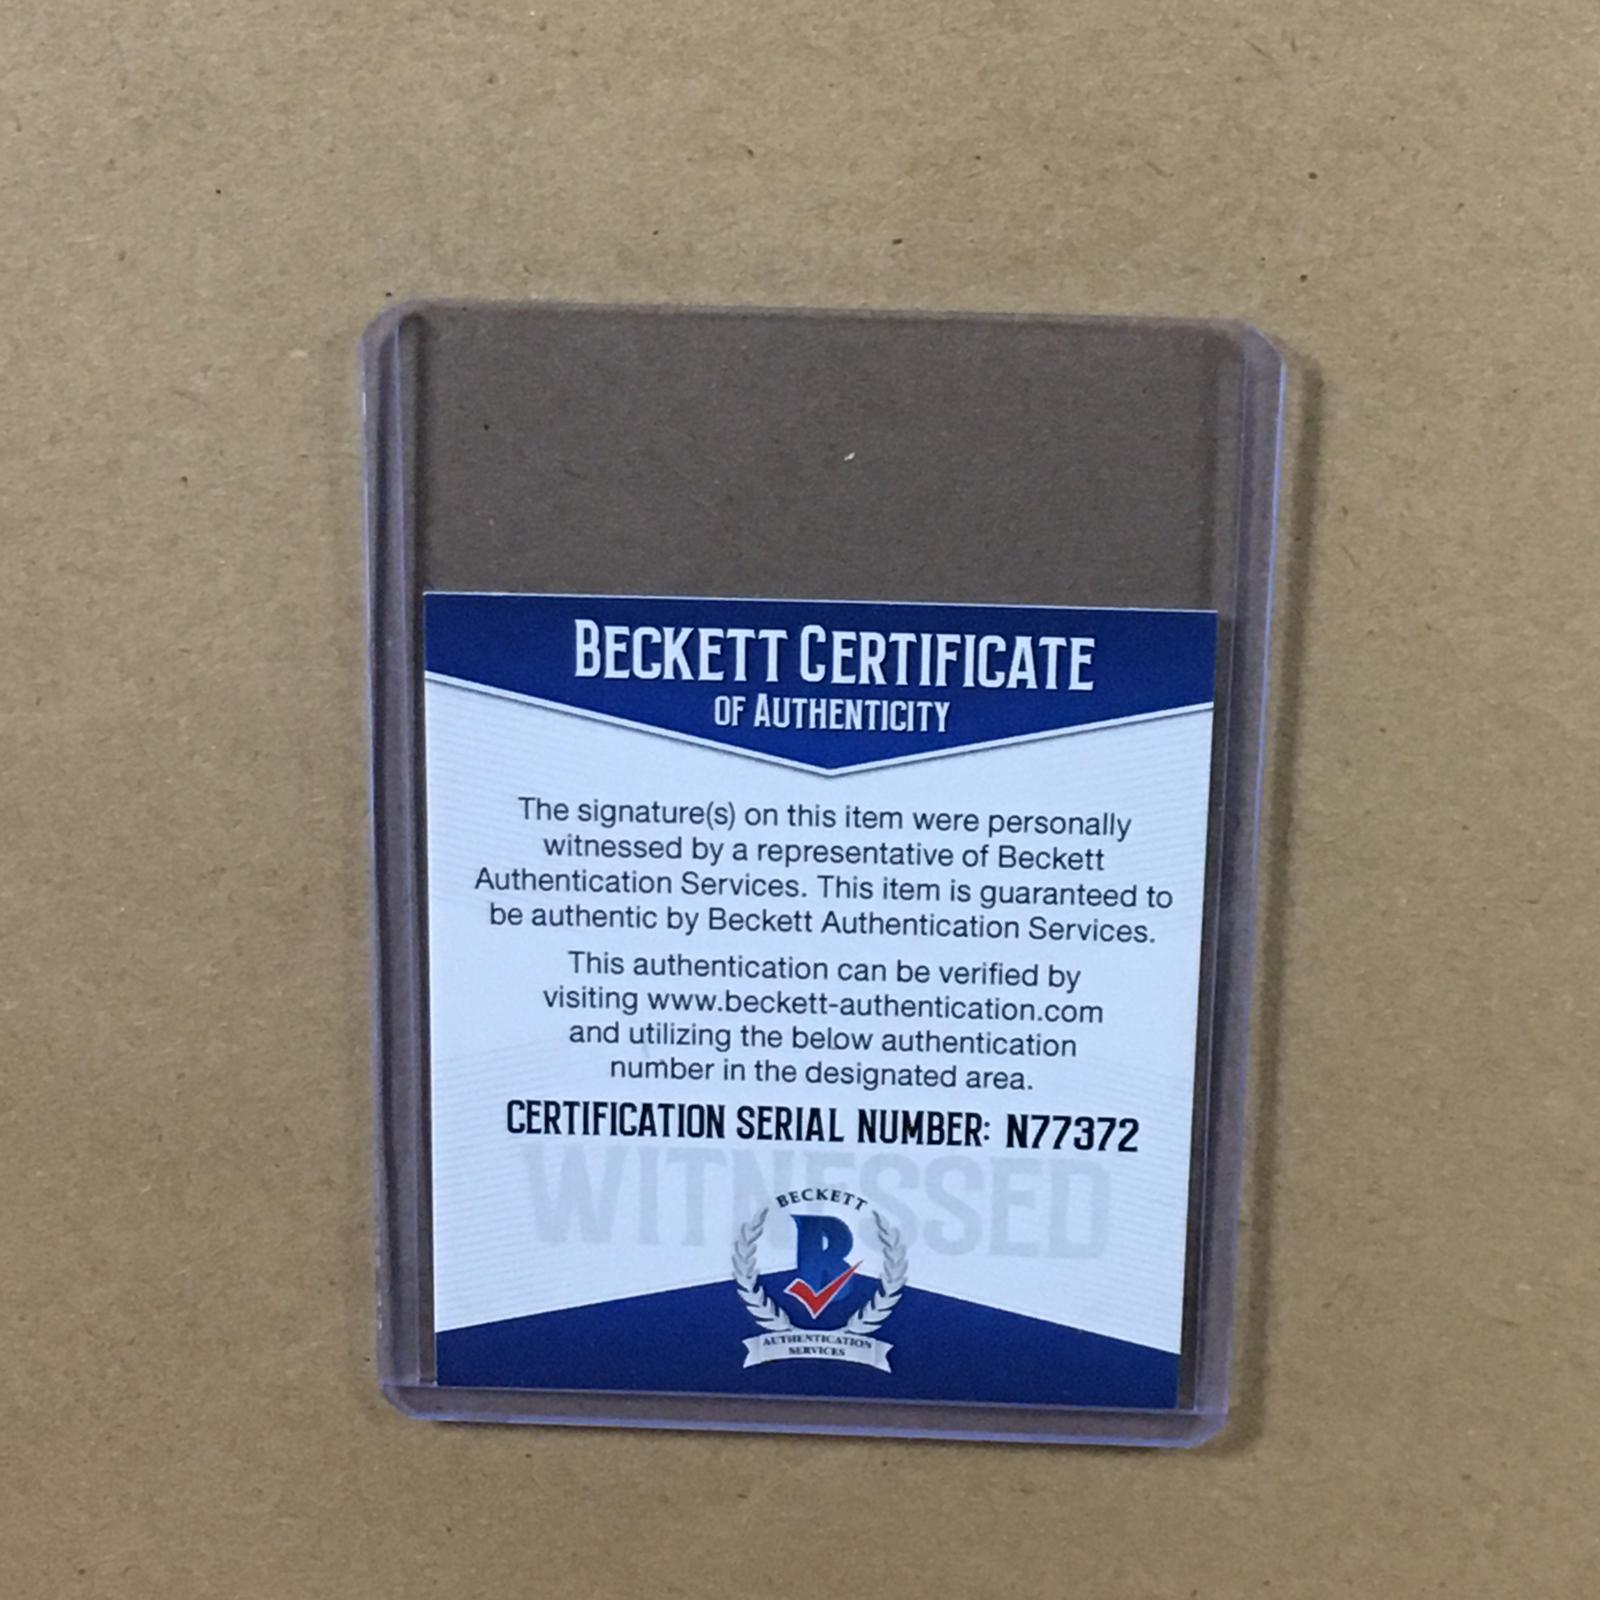 BECKETT CERTIFICATE
OF AUTHENTICITY
The signature(s) on this item were personally
witnessed by a representative of Beckett
Authentication Services. This item is guaranteed to
be authentic by Beckett Authentication Services.
This authentication can be verified by
visiting www.beckett-authentication.com
and utilizing the below authentication
number in the designated area.
CERTIFICATION SERIAL NUMBER: N77372
WITNESSED
BECKETT
B
AUTHENTICATION
SERVICES